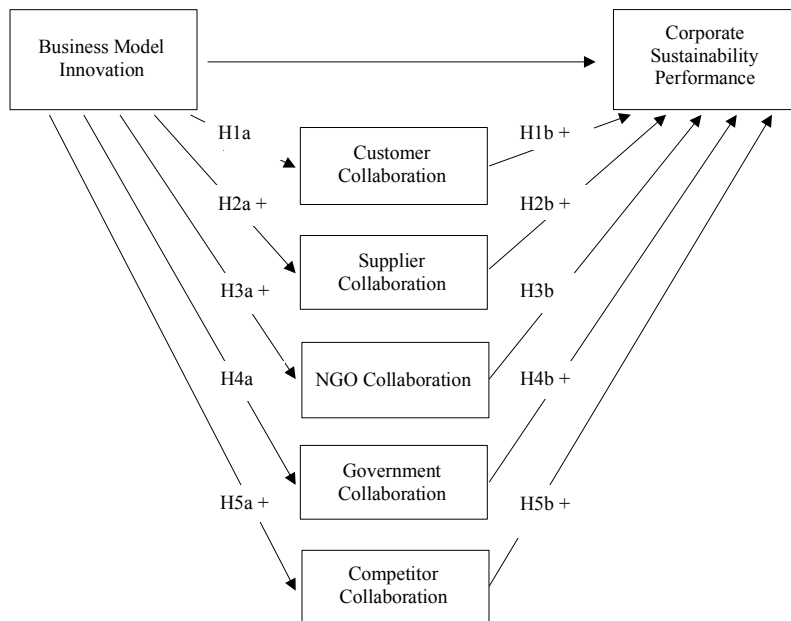 Business Model
Innovation
Corporate
Sustainability
Performance
H1a
Customer
Collaboration
H1b +
H2a +
Supplier
Collaboration
H2b +
H3a +
NGO Collaboration
H3b
H4a
Government
Collaboration
H4b +
H5a +
Competitor
Collaboration
H5b +